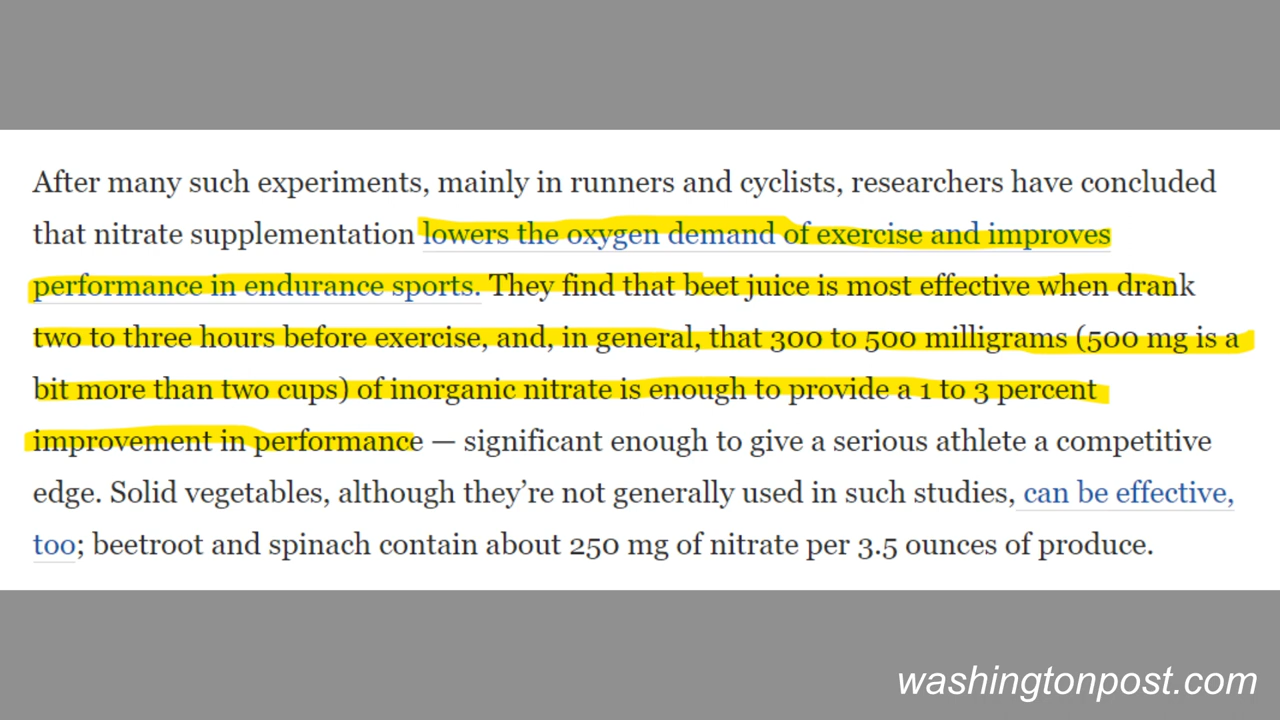 After many such experiments, mainly in runners and cyclists, researchers have concluded
that nitrate supplementation lowers the oxygen demand of exercise and improves
performance in endurance sports. They find that beet juice is most effective when drank
two to three hours before exercise, and, in general, that 300 to 500 milligrams (500 mg is a
bit more than two cups) of inorganic nitrate is enough to provide a 1 to 3 percent
improvement in performance — significant enough to give a serious athlete a competitive
edge. Solid vegetables, although they’re not generally used in such studies, can be effective,
too; beetroot and spinach contain about 250 mg of nitrate per 3.5 ounces of produce.
washingtonpost.com